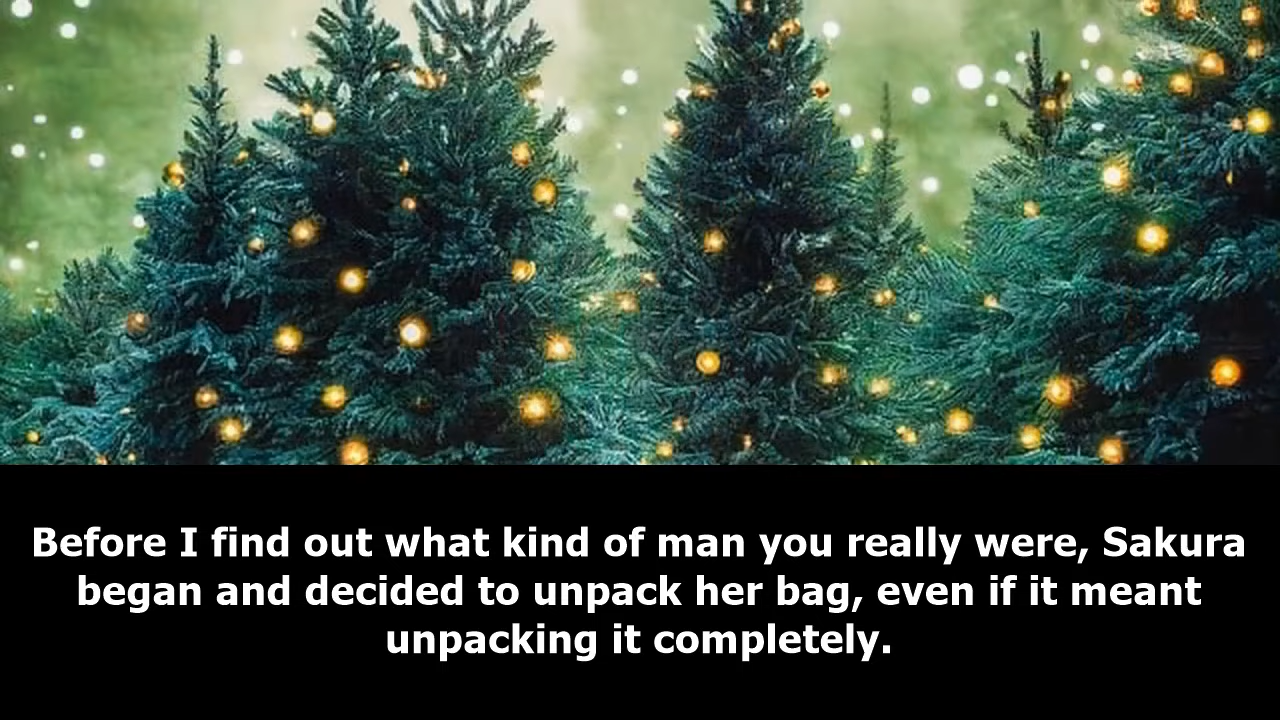 Before I find out what kind of man you really were, Sakura
began and decided to unpack her bag, even if it meant
unpacking it completely.